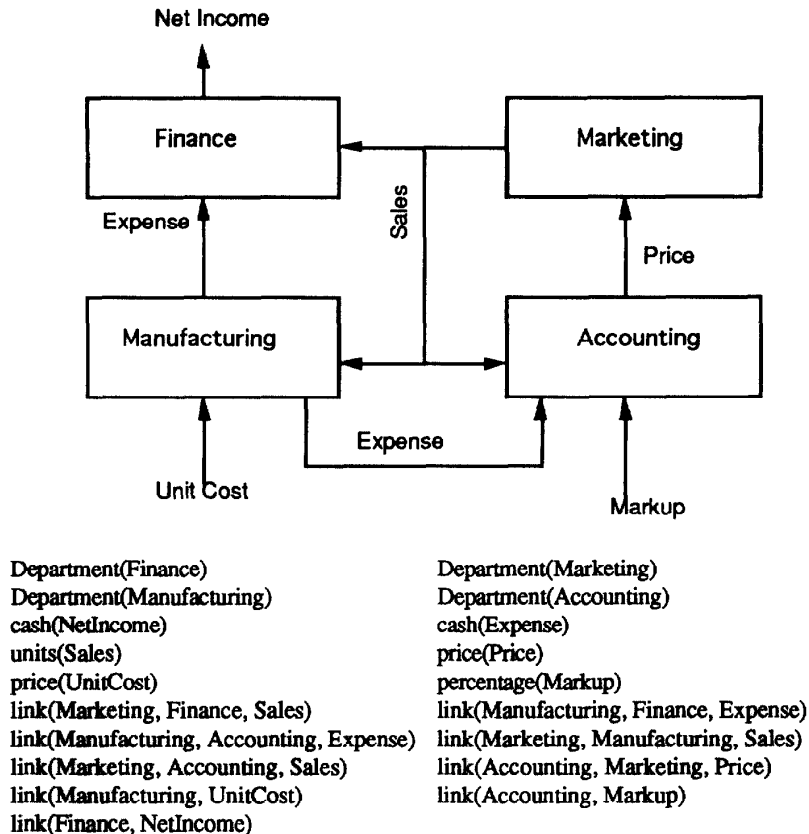 Net Income
Finance
Marketing
Expense
Sales
Price
Manufacturing
Accounting
Expense
Unit Cost
Markup
Department(Finance)
Department(Marketing)
Department(Manufacturing)
Department(Accounting)
cash(NetIncome)
cash(Expense)
units(Sales)
price(Price)
price(UnitCost)
percentage(Markup)
link(Marketing, Finance, Sales)
link(Manufacturing, Finance, Expense)
link(Manufacturing, Accounting, Expense)
link(Marketing, Manufacturing, Sales)
link(Marketing, Accounting, Sales)
link(Accounting, Marketing, Price)
link(Manufacturing, UnitCost)
link(Accounting, Markup)
link(Finance, NetIncome)